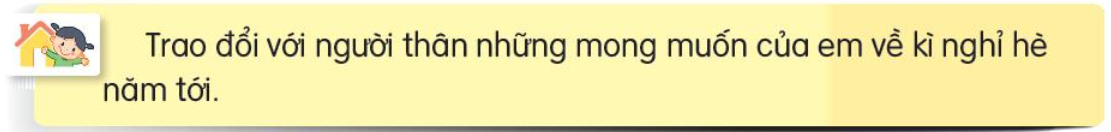 Trao đổi với người thân những mong muốn của em về kì nghỉ hè
năm tới.